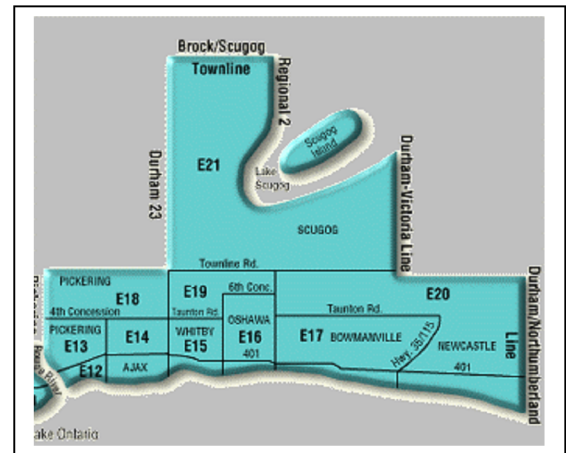 Brock/Scugog
Townline
Regional 2
Scugog
Island
Durham-Victoria Line
Durham 23
E21
Lake
Scugog
SCUGOG
Townline Rd.
PICKERING
E18
4th Concession
E19
Taunton Rd.
6th Conc.
E20
Taunton Rd.
Durham/Northumberland
Line
PICKERING
E13
E14
WHITBY
E15
OSHAWA
E16
401
E17 BOWMANVILLE
Hwy. 35/115
NEWCASTLE
401
E12
AJAX
Rouge River
ake Ontario